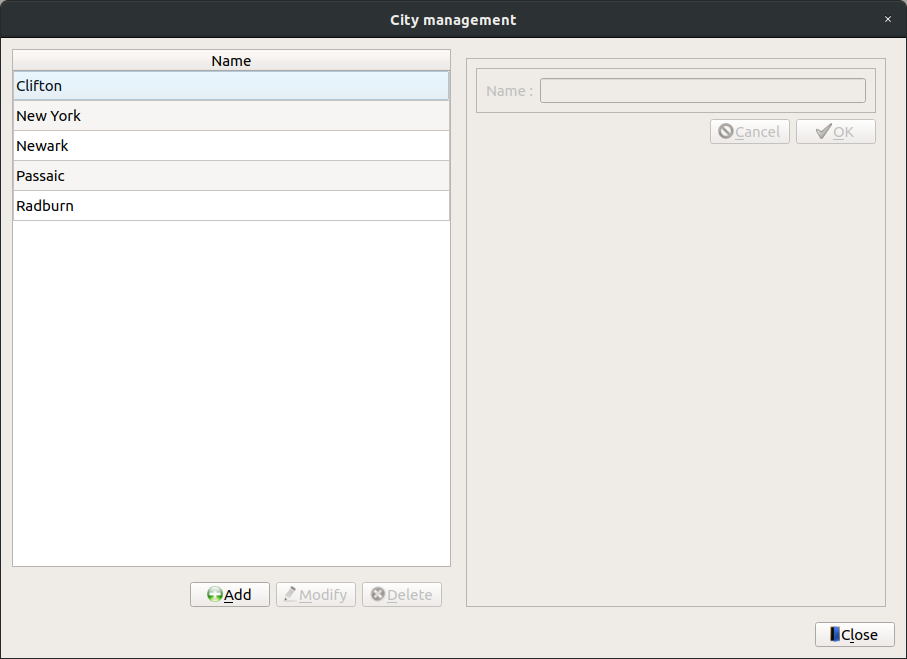 City management
×
Name
Clifton
New York
Newark
Passaic
Radburn
Name :
Cancel
OK
Add
Modify
Delete
Close